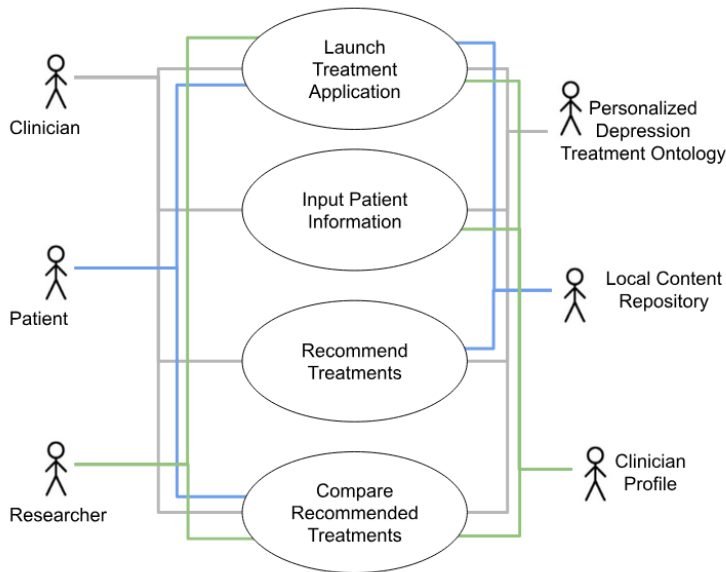 Launch
Treatment
Application
Clinician
Personalized
Depression
Treatment Ontology
Input Patient
Information
Patient
Local Content
Repository
Recommend
Treatments
Researcher
Compare
Recommended
Treatments
Clinician
Profile